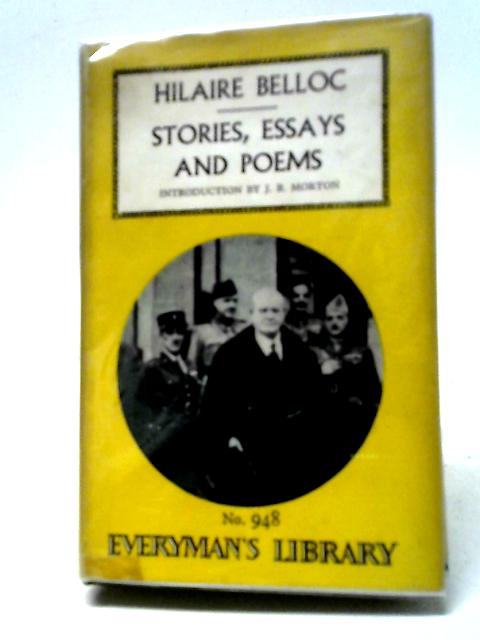 HILAIRE BELLOC
STORIES, ESSAYS
AND POEMS
INTRODUCTION BY J. B. MORTON
No. 948
EVERYMAN'S LIBRARY